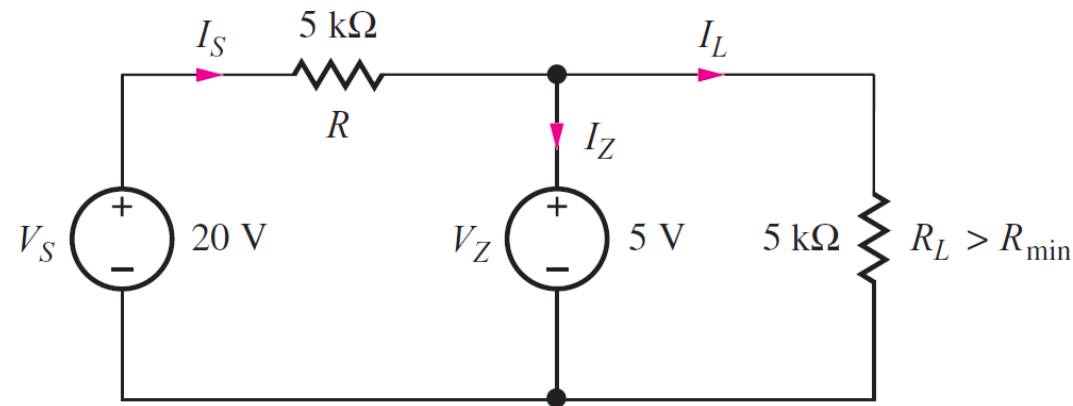 I_S 5 kΩ I_L
R
I_Z
V_S + − 20 V V_Z + − 5 V 5 kΩ R_L > R_min